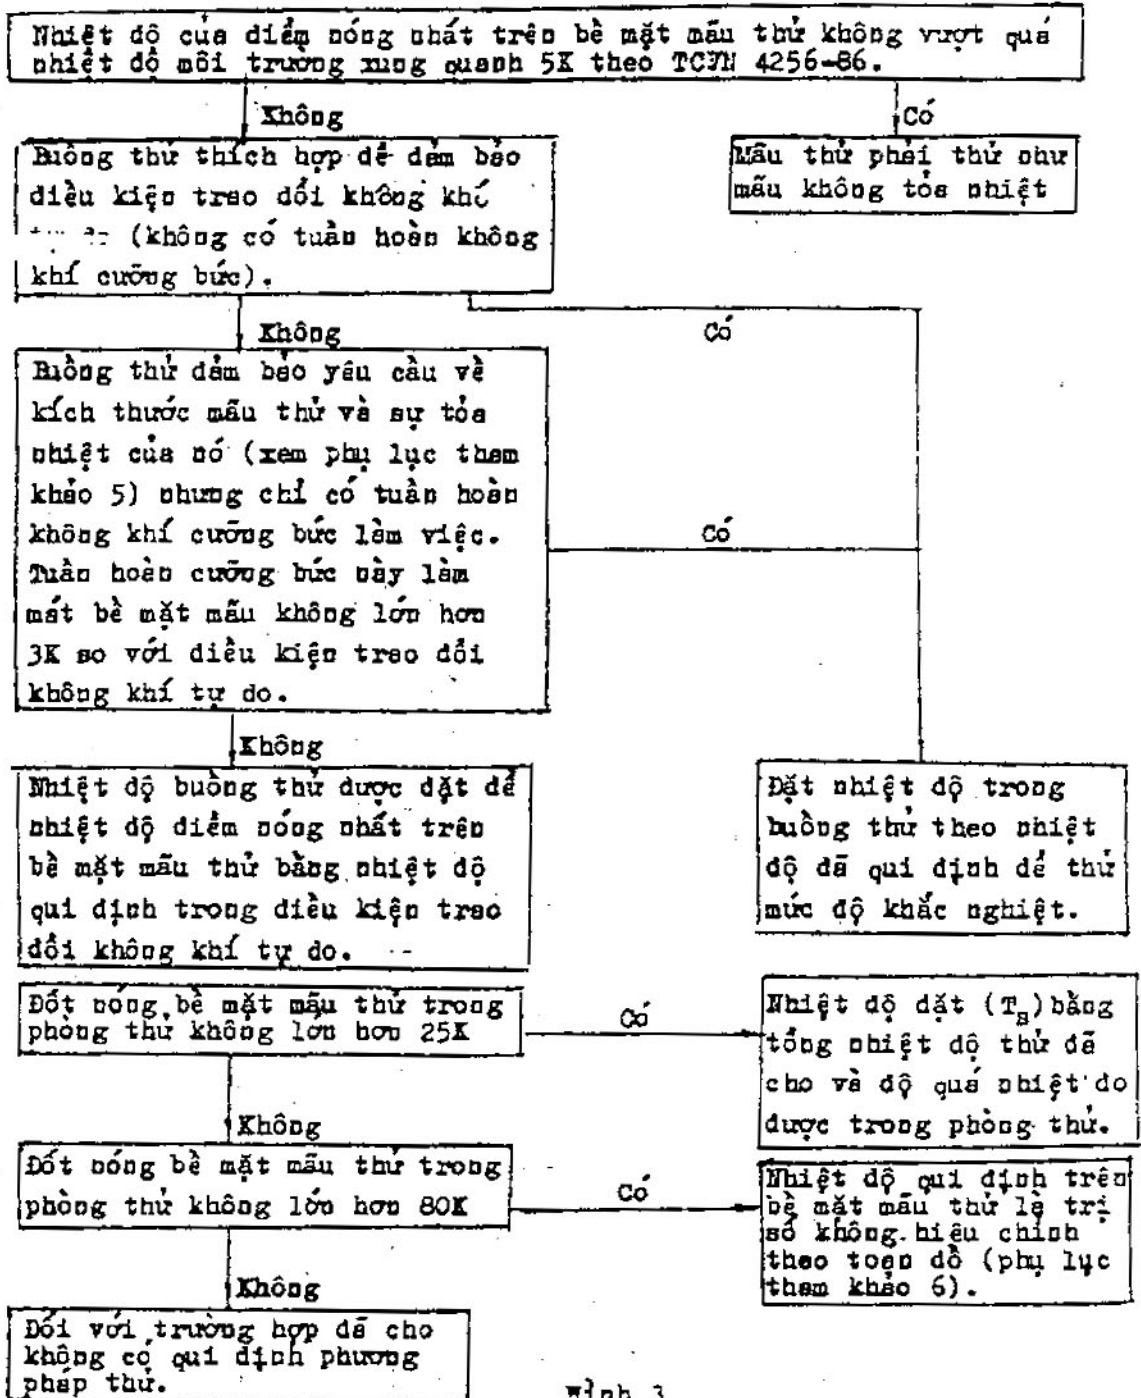 Nhiệt độ của điểm nóng nhất trên bề mặt mẫu thử không vượt quá
nhiệt độ môi trường xung quanh 5K theo TCVN 4256-86.
Không
Có
Buồng thử thích hợp để đảm bảo
điều kiện trao đổi không khí
(không có tuần hoàn không
khí cưỡng bức).
Mẫu thử phải thử như
mẫu không tỏa nhiệt
Không
Có
Buồng thử đảm bảo yêu cầu về
kích thước mẫu thử và sự tỏa
nhiệt của nó (xem phụ lục tham
khảo 5) nhưng chỉ có tuần hoàn
không khí cưỡng bức làm việc.
Tuần hoàn cưỡng bức này làm
mát bề mặt mẫu không lớn hơn
3K so với điều kiện trao đổi
không khí tự do.
Có
Không
Nhiệt độ buồng thử được đặt để
nhiệt độ điểm nóng nhất trên
bề mặt mẫu thử bằng nhiệt độ
qui định trong điều kiện trao
đổi không khí tự do.
Đặt nhiệt độ trong
buồng thử theo nhiệt
độ đã qui định để thử
mức độ khắc nghiệt.
Đốt nóng bề mặt mẫu thử trong
phòng thử không lớn hơn 25K
Có
Nhiệt độ đặt (Ts) bằng
tổng nhiệt độ thử đã
cho và độ quá nhiệt đo
được trong phòng thử.
Không
Đốt nóng bề mặt mẫu thử trong
phòng thử không lớn hơn 80K
Có
Nhiệt độ qui định trên
bề mặt mẫu thử là trị
số không hiệu chỉnh
theo toán đồ (phụ lục
tham khảo 6).
Không
Đối với trường hợp đã cho
không có qui định phương
pháp thử.
Hình 3